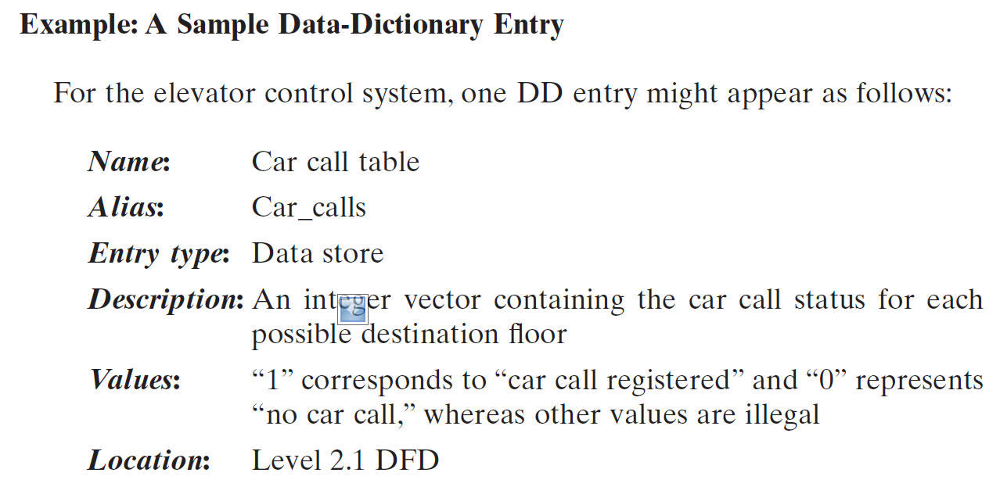 Example: A Sample Data-Dictionary Entry
For the elevator control system, one DD entry might appear as follows:
Name: Car call table
Alias: Car_calls
Entry type: Data store
Description: An integer vector containing the car call status for each
possible destination floor
Values: “1” corresponds to “car call registered” and “0” represents
“no car call,” whereas other values are illegal
Location: Level 2.1 DFD